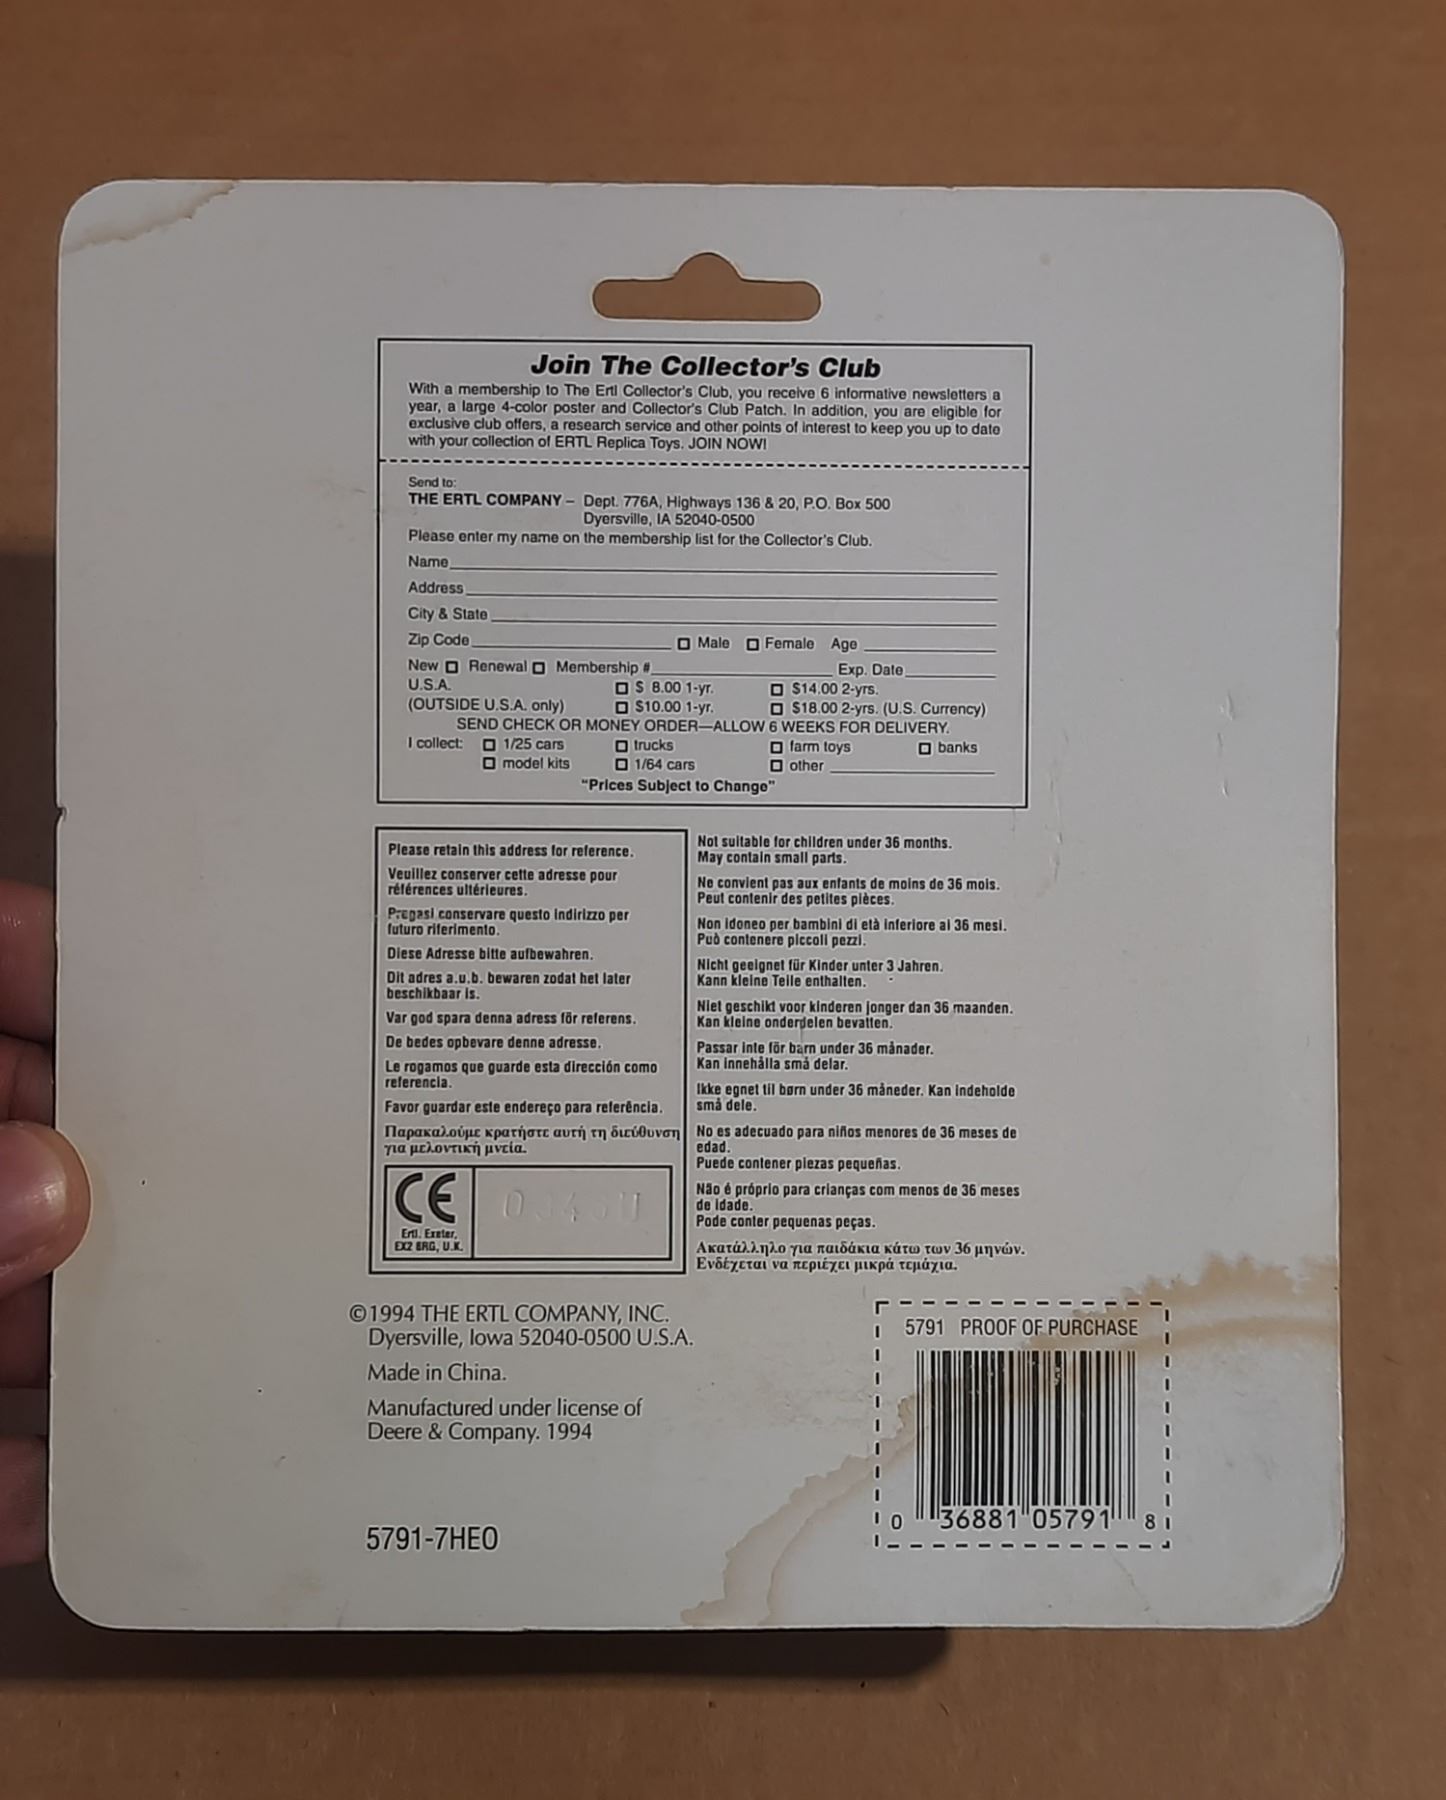 Join The Collector's Club
With a membership to The Ertl Collector's Club, you receive 6 informative newsletters a
year, a large 4-color poster and Collector's Club Patch. In addition, you are eligible for
exclusive club offers, a research service and other points of interest to keep you up to date
with your collection of ERTL Replica Toys. JOIN NOW!
Send to:
THE ERTL COMPANY – Dept. 776A, Highways 136 & 20, P.O. Box 500
Dyersville, IA 52040-0500
Please enter my name on the membership list for the Collector's Club.
Name
Address
City & State
Zip Code Male Female Age
New Renewal Membership # Exp. Date
U.S.A. $ 8.00 1-yr. $14.00 2-yrs.
(OUTSIDE U.S.A. only) $10.00 1-yr. $18.00 2-yrs. (U.S. Currency)
SEND CHECK OR MONEY ORDER—ALLOW 6 WEEKS FOR DELIVERY.
I collect: 1/25 cars trucks farm toys banks
model kits 1/64 cars other
"Prices Subject to Change"
Please retain this address for reference.
Veuillez conserver cette adresse pour
références ultérieures.
Pregasi conservare questo indirizzo per
futuro riferimento.
Diese Adresse bitte aufbewahren.
Dit adres a.u.b. bewaren zodat het later
beschikbaar is.
Var god spara denna adress för referens.
De bedes opbevare denne adresse.
Le rogamos que guarde esta dirección como
referencia.
Favor guardar este endereço para referência.
Παρακαλούμε κρατήστε αυτή τη διεύθυνση
για μελοντική μνεία.
CE
Ertl, Exeter,
EX2 8RG, U.K.
Not suitable for children under 36 months.
May contain small parts.
Ne convient pas aux enfants de moins de 36 mois.
Peut contenir des petites pièces.
Non idoneo per bambini di età inferiore ai 36 mesi.
Può contenere piccoli pezzi.
Nicht geeignet für Kinder unter 3 Jahren.
Kann kleine Teile enthalten.
Niet geschikt voor kinderen jonger dan 36 maanden.
Kan kleine onderdelen bevatten.
Passar inte för barn under 36 månader.
Kan innehålla små delar.
Ikke egnet til børn under 36 måneder. Kan indeholde
små dele.
No es adecuado para niños menores de 36 meses de
edad.
Puede contener piezas pequeñas.
Não é próprio para crianças com menos de 36 meses
de idade.
Pode conter pequenas peças.
Ακατάλληλο για παιδάκια κάτω των 36 μηνών.
Ενδέχεται να περιέχει μικρά τεμάχια.
©1994 THE ERTL COMPANY, INC.
Dyersville, Iowa 52040-0500 U.S.A.
Made in China.
Manufactured under license of
Deere & Company. 1994
5791-7HEO
5791 PROOF OF PURCHASE
0 36881 05791 8